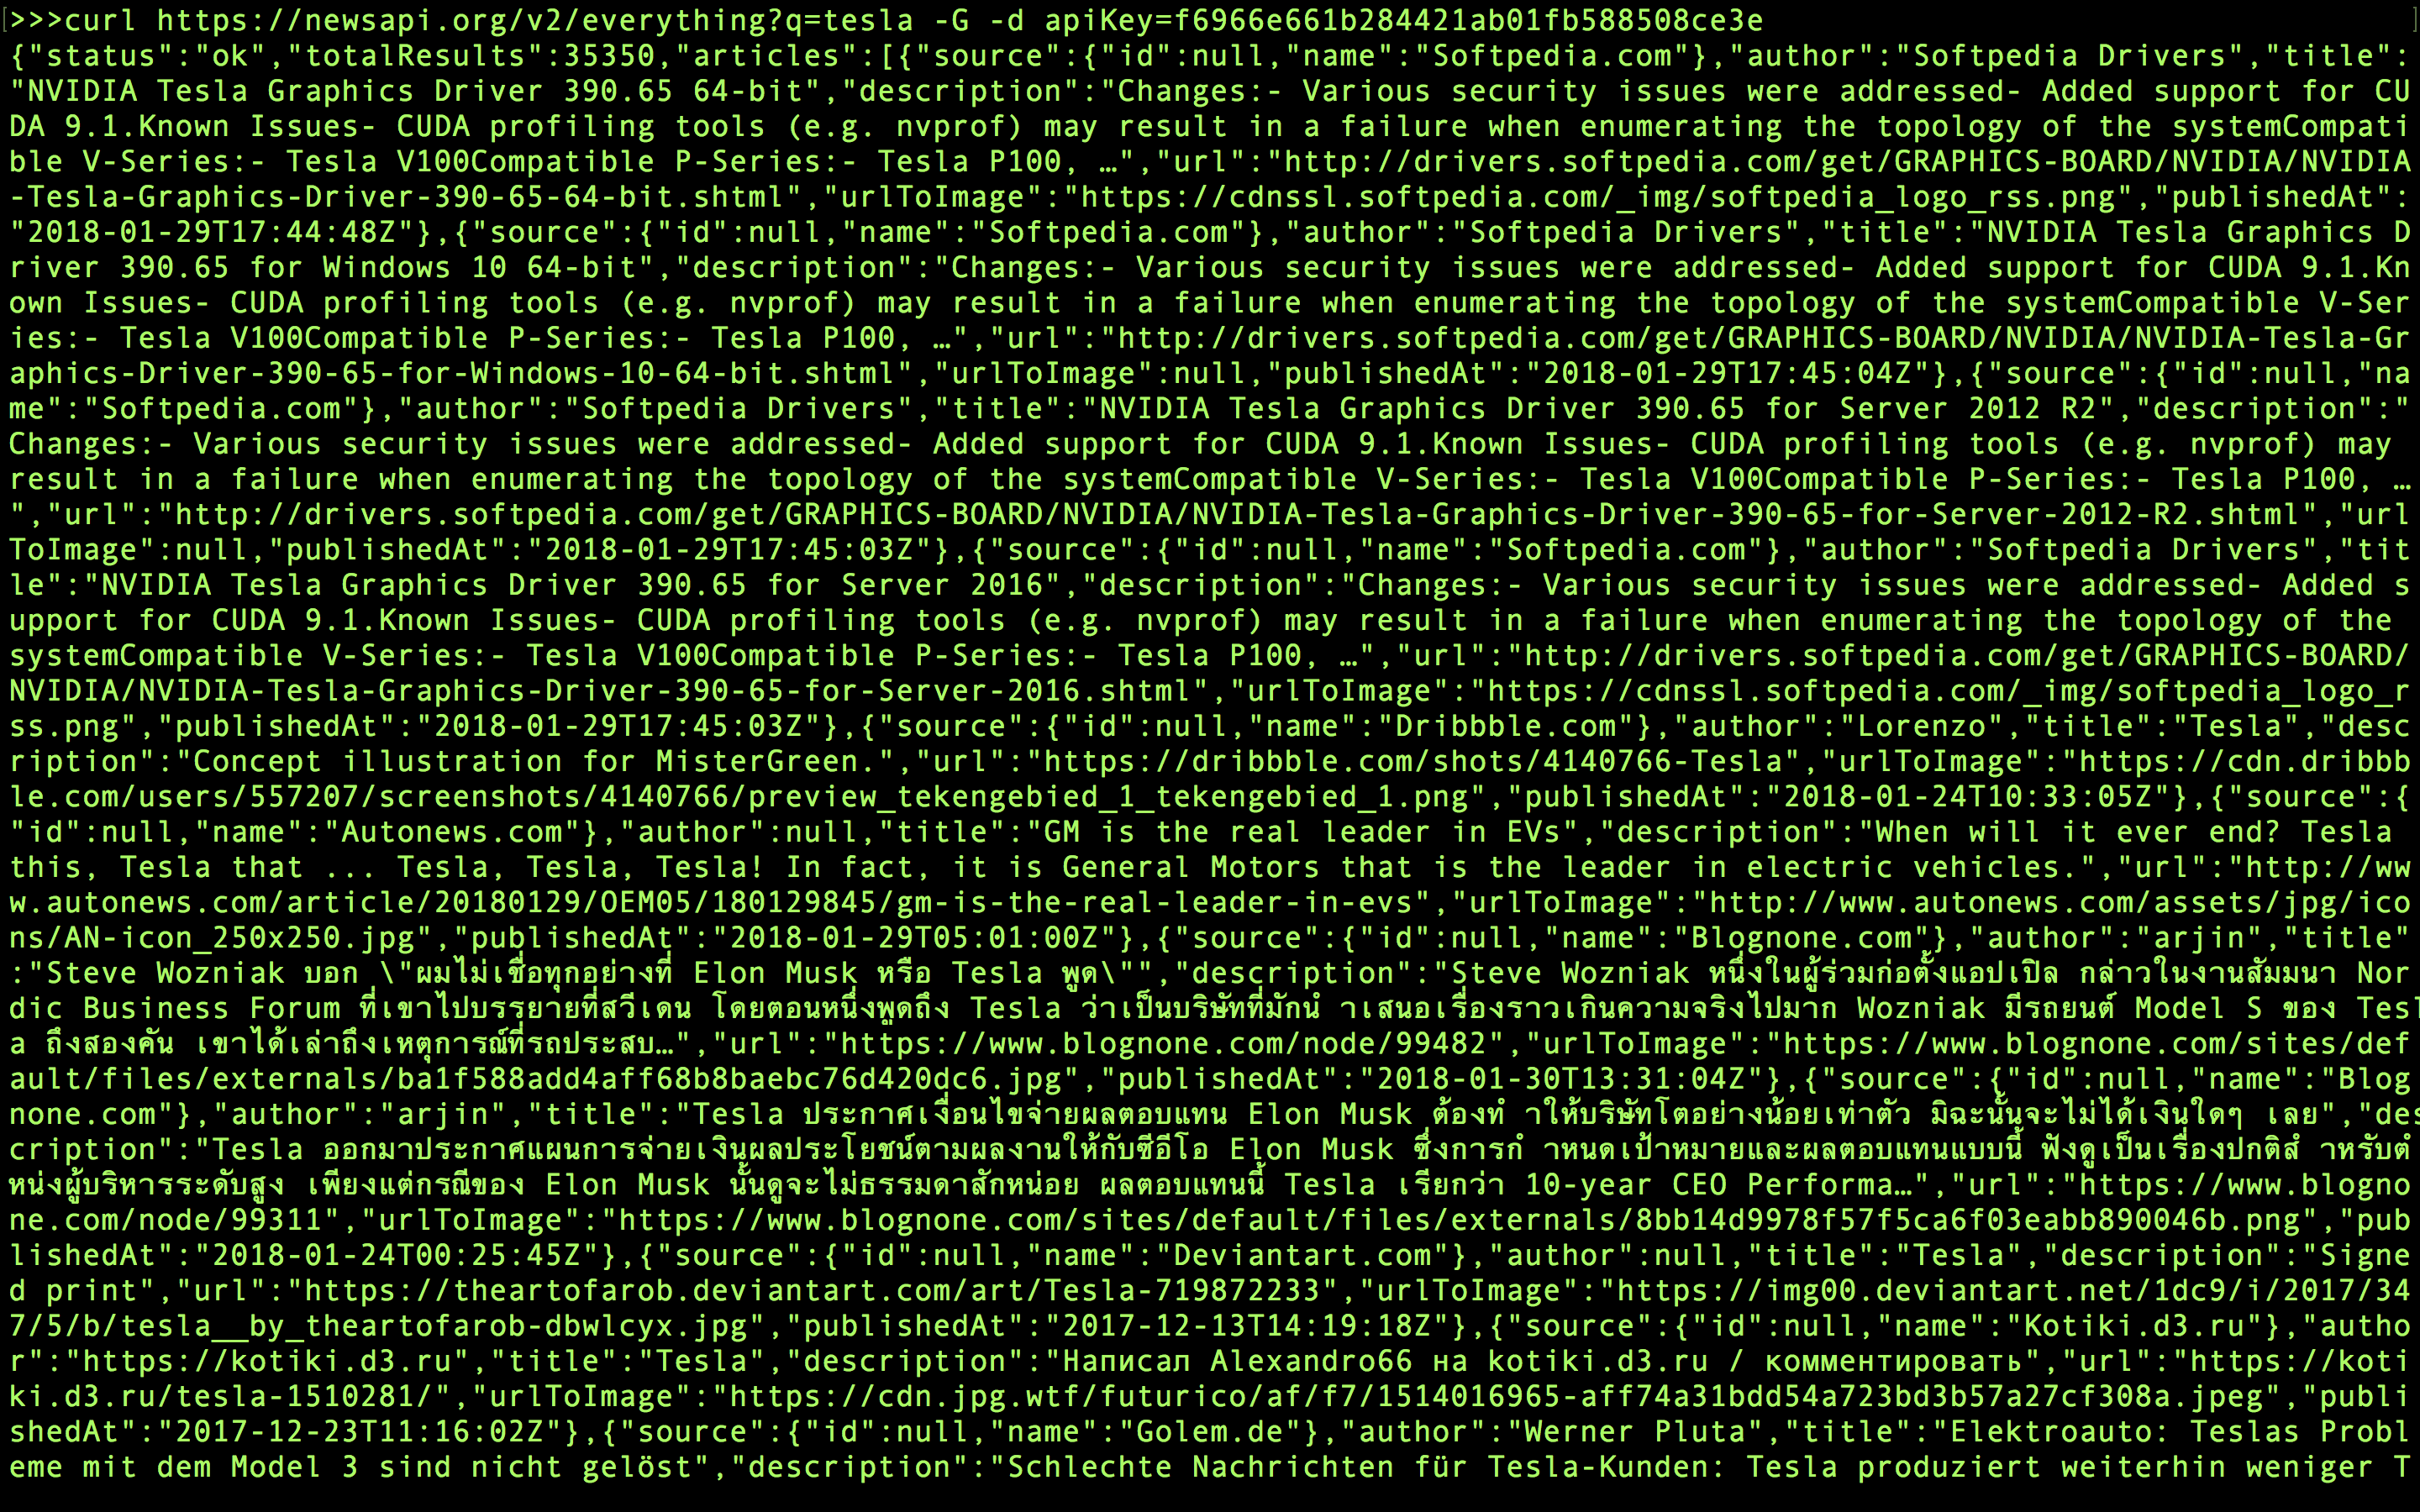 >>>curl https://newsapi.org/v2/everything?q=tesla -G -d apiKey=f6966e661b284421ab01fb588508ce3e
{"status":"ok","totalResults":35350,"articles":[{"source":{"id":null,"name":"Softpedia.com"},"author":"Softpedia Drivers","title":
"NVIDIA Tesla Graphics Driver 390.65 64-bit","description":"Changes:- Various security issues were addressed- Added support for CU
DA 9.1.Known Issues- CUDA profiling tools (e.g. nvprof) may result in a failure when enumerating the topology of the systemCompati
ble V-Series:- Tesla V100Compatible P-Series:- Tesla P100, …","url":"http://drivers.softpedia.com/get/GRAPHICS-BOARD/NVIDIA/NVIDIA
-Tesla-Graphics-Driver-390-65-64-bit.shtml","urlToImage":"https://cdnssl.softpedia.com/_img/softpedia_logo_rss.png","publishedAt":
"2018-01-29T17:44:48Z"},{"source":{"id":null,"name":"Softpedia.com"},"author":"Softpedia Drivers","title":"NVIDIA Tesla Graphics D
river 390.65 for Windows 10 64-bit","description":"Changes:- Various security issues were addressed- Added support for CUDA 9.1.Kn
own Issues- CUDA profiling tools (e.g. nvprof) may result in a failure when enumerating the topology of the systemCompatible V-Ser
ies:- Tesla V100Compatible P-Series:- Tesla P100, …","url":"http://drivers.softpedia.com/get/GRAPHICS-BOARD/NVIDIA/NVIDIA-Tesla-Gr
aphics-Driver-390-65-for-Windows-10-64-bit.shtml","urlToImage":null,"publishedAt":"2018-01-29T17:45:04Z"},{"source":{"id":null,"na
me":"Softpedia.com"},"author":"Softpedia Drivers","title":"NVIDIA Tesla Graphics Driver 390.65 for Server 2012 R2","description":"
Changes:- Various security issues were addressed- Added support for CUDA 9.1.Known Issues- CUDA profiling tools (e.g. nvprof) may
result in a failure when enumerating the topology of the systemCompatible V-Series:- Tesla V100Compatible P-Series:- Tesla P100, …
","url":"http://drivers.softpedia.com/get/GRAPHICS-BOARD/NVIDIA/NVIDIA-Tesla-Graphics-Driver-390-65-for-Server-2012-R2.shtml","url
ToImage":null,"publishedAt":"2018-01-29T17:45:03Z"},{"source":{"id":null,"name":"Softpedia.com"},"author":"Softpedia Drivers","tit
le":"NVIDIA Tesla Graphics Driver 390.65 for Server 2016","description":"Changes:- Various security issues were addressed- Added s
upport for CUDA 9.1.Known Issues- CUDA profiling tools (e.g. nvprof) may result in a failure when enumerating the topology of the
systemCompatible V-Series:- Tesla V100Compatible P-Series:- Tesla P100, …","url":"http://drivers.softpedia.com/get/GRAPHICS-BOARD/
NVIDIA/NVIDIA-Tesla-Graphics-Driver-390-65-for-Server-2016.shtml","urlToImage":"https://cdnssl.softpedia.com/_img/softpedia_logo_r
ss.png","publishedAt":"2018-01-29T17:45:03Z"},{"source":{"id":null,"name":"Dribbble.com"},"author":"Lorenzo","title":"Tesla","desc
ription":"Concept illustration for MisterGreen.","url":"https://dribbble.com/shots/4140766-Tesla","urlToImage":"https://cdn.dribbb
le.com/users/557207/screenshots/4140766/preview_tekengebied_1_tekengebied_1.png","publishedAt":"2018-01-24T10:33:05Z"},{"source":{
"id":null,"name":"Autonews.com"},"author":null,"title":"GM is the real leader in EVs","description":"When will it ever end? Tesla
this, Tesla that ... Tesla, Tesla, Tesla! In fact, it is General Motors that is the leader in electric vehicles.","url":"http://ww
w.autonews.com/article/20180129/OEM05/180129845/gm-is-the-real-leader-in-evs","urlToImage":"http://www.autonews.com/assets/jpg/ico
ns/AN-icon_250x250.jpg","publishedAt":"2018-01-29T05:01:00Z"},{"source":{"id":null,"name":"Blognone.com"},"author":"arjin","title"
:"Steve Wozniak บอก \"ผมไม่เชื่อทุกอย่างที่ Elon Musk หรือ Tesla พูด\"","description":"Steve Wozniak หนึ่งในผู้ร่วมก่อตั้งแอปเปิล กล่าวในงานสัมมนา Nor
dic Business Forum ที่เขาไปบรรยายที่สวีเดน โดยตอนหนึ่งพูดถึง Tesla ว่าเป็นบริษัทที่มักนำเสนอเรื่องราวเกินความจริงไปมาก Wozniak มีรถยนต์ Model S ของ Tesl
a ถึงสองคัน เขาได้เล่าถึงเหตุการณ์ที่รถประสบ…","url":"https://www.blognone.com/node/99482","urlToImage":"https://www.blognone.com/sites/def
ault/files/externals/ba1f588add4aff68b8baebc76d420dc6.jpg","publishedAt":"2018-01-30T13:31:04Z"},{"source":{"id":null,"name":"Blog
none.com"},"author":"arjin","title":"Tesla ประกาศเงื่อนไขจ่ายผลตอบแทน Elon Musk ต้องทำให้บริษัทโตอย่างน้อยเท่าตัว มิฉะนั้นจะไม่ได้เงินใดๆ เลย","des
cription":"Tesla ออกมาประกาศแผนการจ่ายเงินผลประโยชน์ตามผลงานให้กับซีอีโอ Elon Musk ซึ่งการกำหนดเป้าหมายและผลตอบแทนแบบนี้ ฟังดูเป็นเรื่องปกติสำหรับตำ
หน่งผู้บริหารระดับสูง เพียงแต่กรณีของ Elon Musk นั้นดูจะไม่ธรรมดาสักหน่อย ผลตอบแทนนี้ Tesla เรียกว่า 10-year CEO Performa…","url":"https://www.blogno
ne.com/node/99311","urlToImage":"https://www.blognone.com/sites/default/files/externals/8bb14d9978f57f5ca6f03eabb890046b.png","pub
lishedAt":"2018-01-24T00:25:45Z"},{"source":{"id":null,"name":"Deviantart.com"},"author":null,"title":"Tesla","description":"Signe
d print","url":"https://theartofarob.deviantart.com/art/Tesla-719872233","urlToImage":"https://img00.deviantart.net/1dc9/i/2017/34
7/5/b/tesla__by_theartofarob-dbwlcyx.jpg","publishedAt":"2017-12-13T14:19:18Z"},{"source":{"id":null,"name":"Kotiki.d3.ru"},"autho
r":"https://kotiki.d3.ru","title":"Tesla","description":"Написал Alexandro66 на kotiki.d3.ru / комментировать","url":"https://koti
ki.d3.ru/tesla-1510281/","urlToImage":"https://cdn.jpg.wtf/futurico/af/f7/1514016965-aff74a31bdd54a723bd3b57a27cf308a.jpeg","publi
shedAt":"2017-12-23T11:16:02Z"},{"source":{"id":null,"name":"Golem.de"},"author":"Werner Pluta","title":"Elektroauto: Teslas Probl
eme mit dem Model 3 sind nicht gelöst","description":"Schlechte Nachrichten für Tesla-Kunden: Tesla produziert weiterhin weniger T